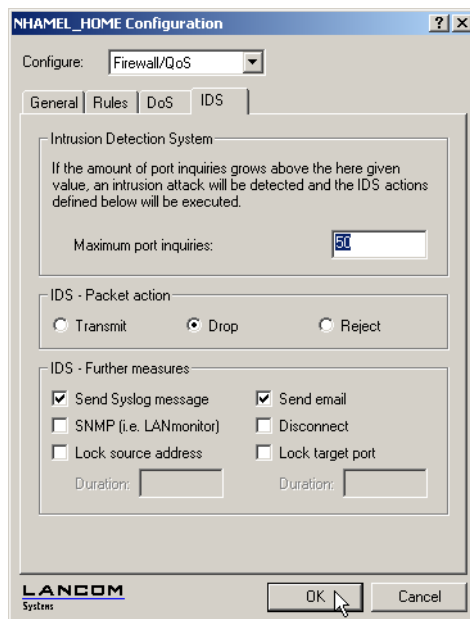 NHAMEL_HOME Configuration
Configure: Firewall/QoS
General Rules DoS IDS
Intrusion Detection System
If the amount of port inquiries grows above the here given
value, an intrusion attack will be detected and the IDS actions
defined below will be executed.
Maximum port inquiries: 50
IDS - Packet action
Transmit Drop Reject
IDS - Further measures
Send Syslog message Send email
SNMP (i.e. LANmonitor) Disconnect
Lock source address Lock target port
Duration: Duration:
LANCOM
Systems
OK Cancel